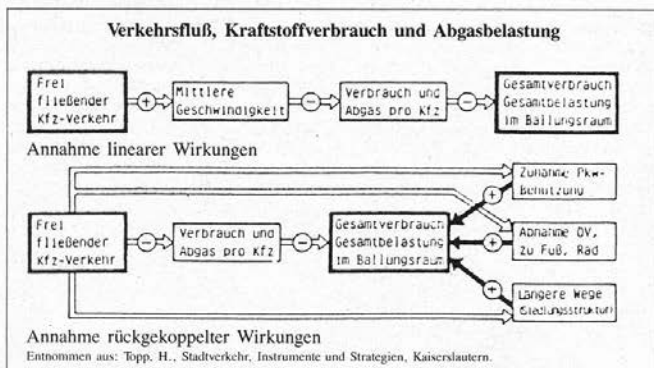 Verkehrsfluß, Kraftstoffverbrauch und Abgasbelastung
Frei
fließender
Kfz-Verkehr
+
Mittlere
Geschwindigkeit
−
Verbrauch und
Abgas pro Kfz
−
Gesamtverbrauch
Gesamtbelastung
im Ballungsraum
Annahme linearer Wirkungen
Frei
fließender
Kfz-Verkehr
−
Verbrauch und
Abgas pro Kfz
−
Gesamtverbrauch
Gesamtbelastung
im Ballungsraum
+
Zunahme Pkw-
Benutzung
+
Abnahme ÖV,
zu Fuß, Rad
+
Längere Wege
(Siedlungsstruktur)
Annahme rückgekoppelter Wirkungen
Entnommen aus: Topp, H., Stadtverkehr, Instrumente und Strategien, Kaiserslautern.